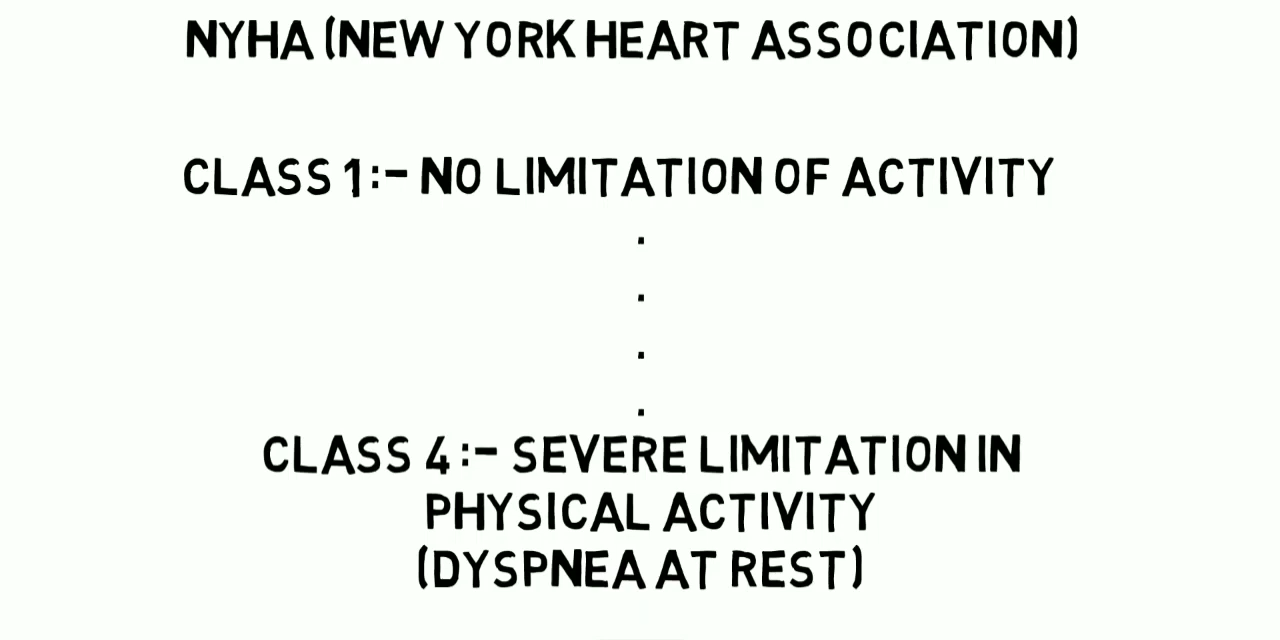 NYHA (NEW YORK HEART ASSOCIATION)
CLASS 1:- NO LIMITATION OF ACTIVITY
.
.
.
.
CLASS 4:- SEVERE LIMITATION IN
PHYSICAL ACTIVITY
(DYSPNEA AT REST)